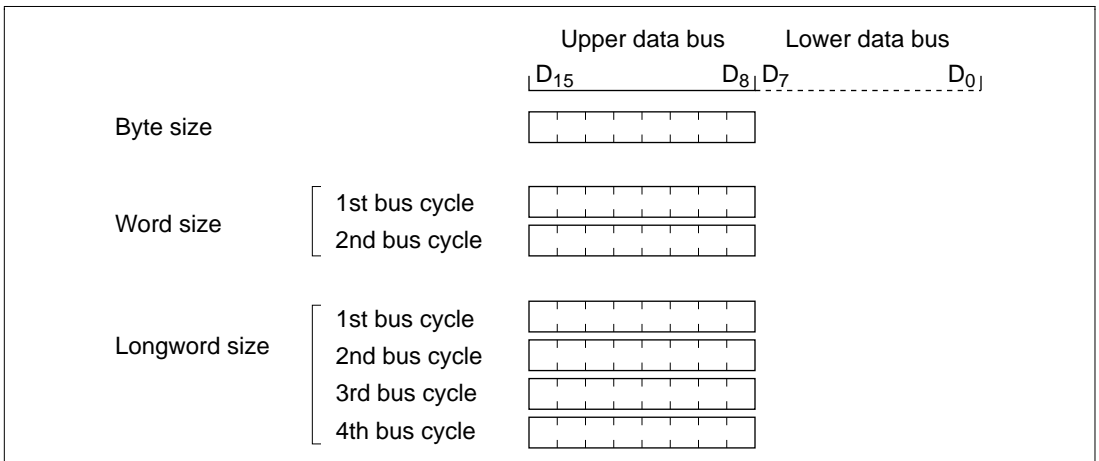 Upper data bus Lower data bus
D15 D8 D7 D0
Byte size
1st bus cycle
Word size
2nd bus cycle
1st bus cycle
Longword size
2nd bus cycle
3rd bus cycle
4th bus cycle